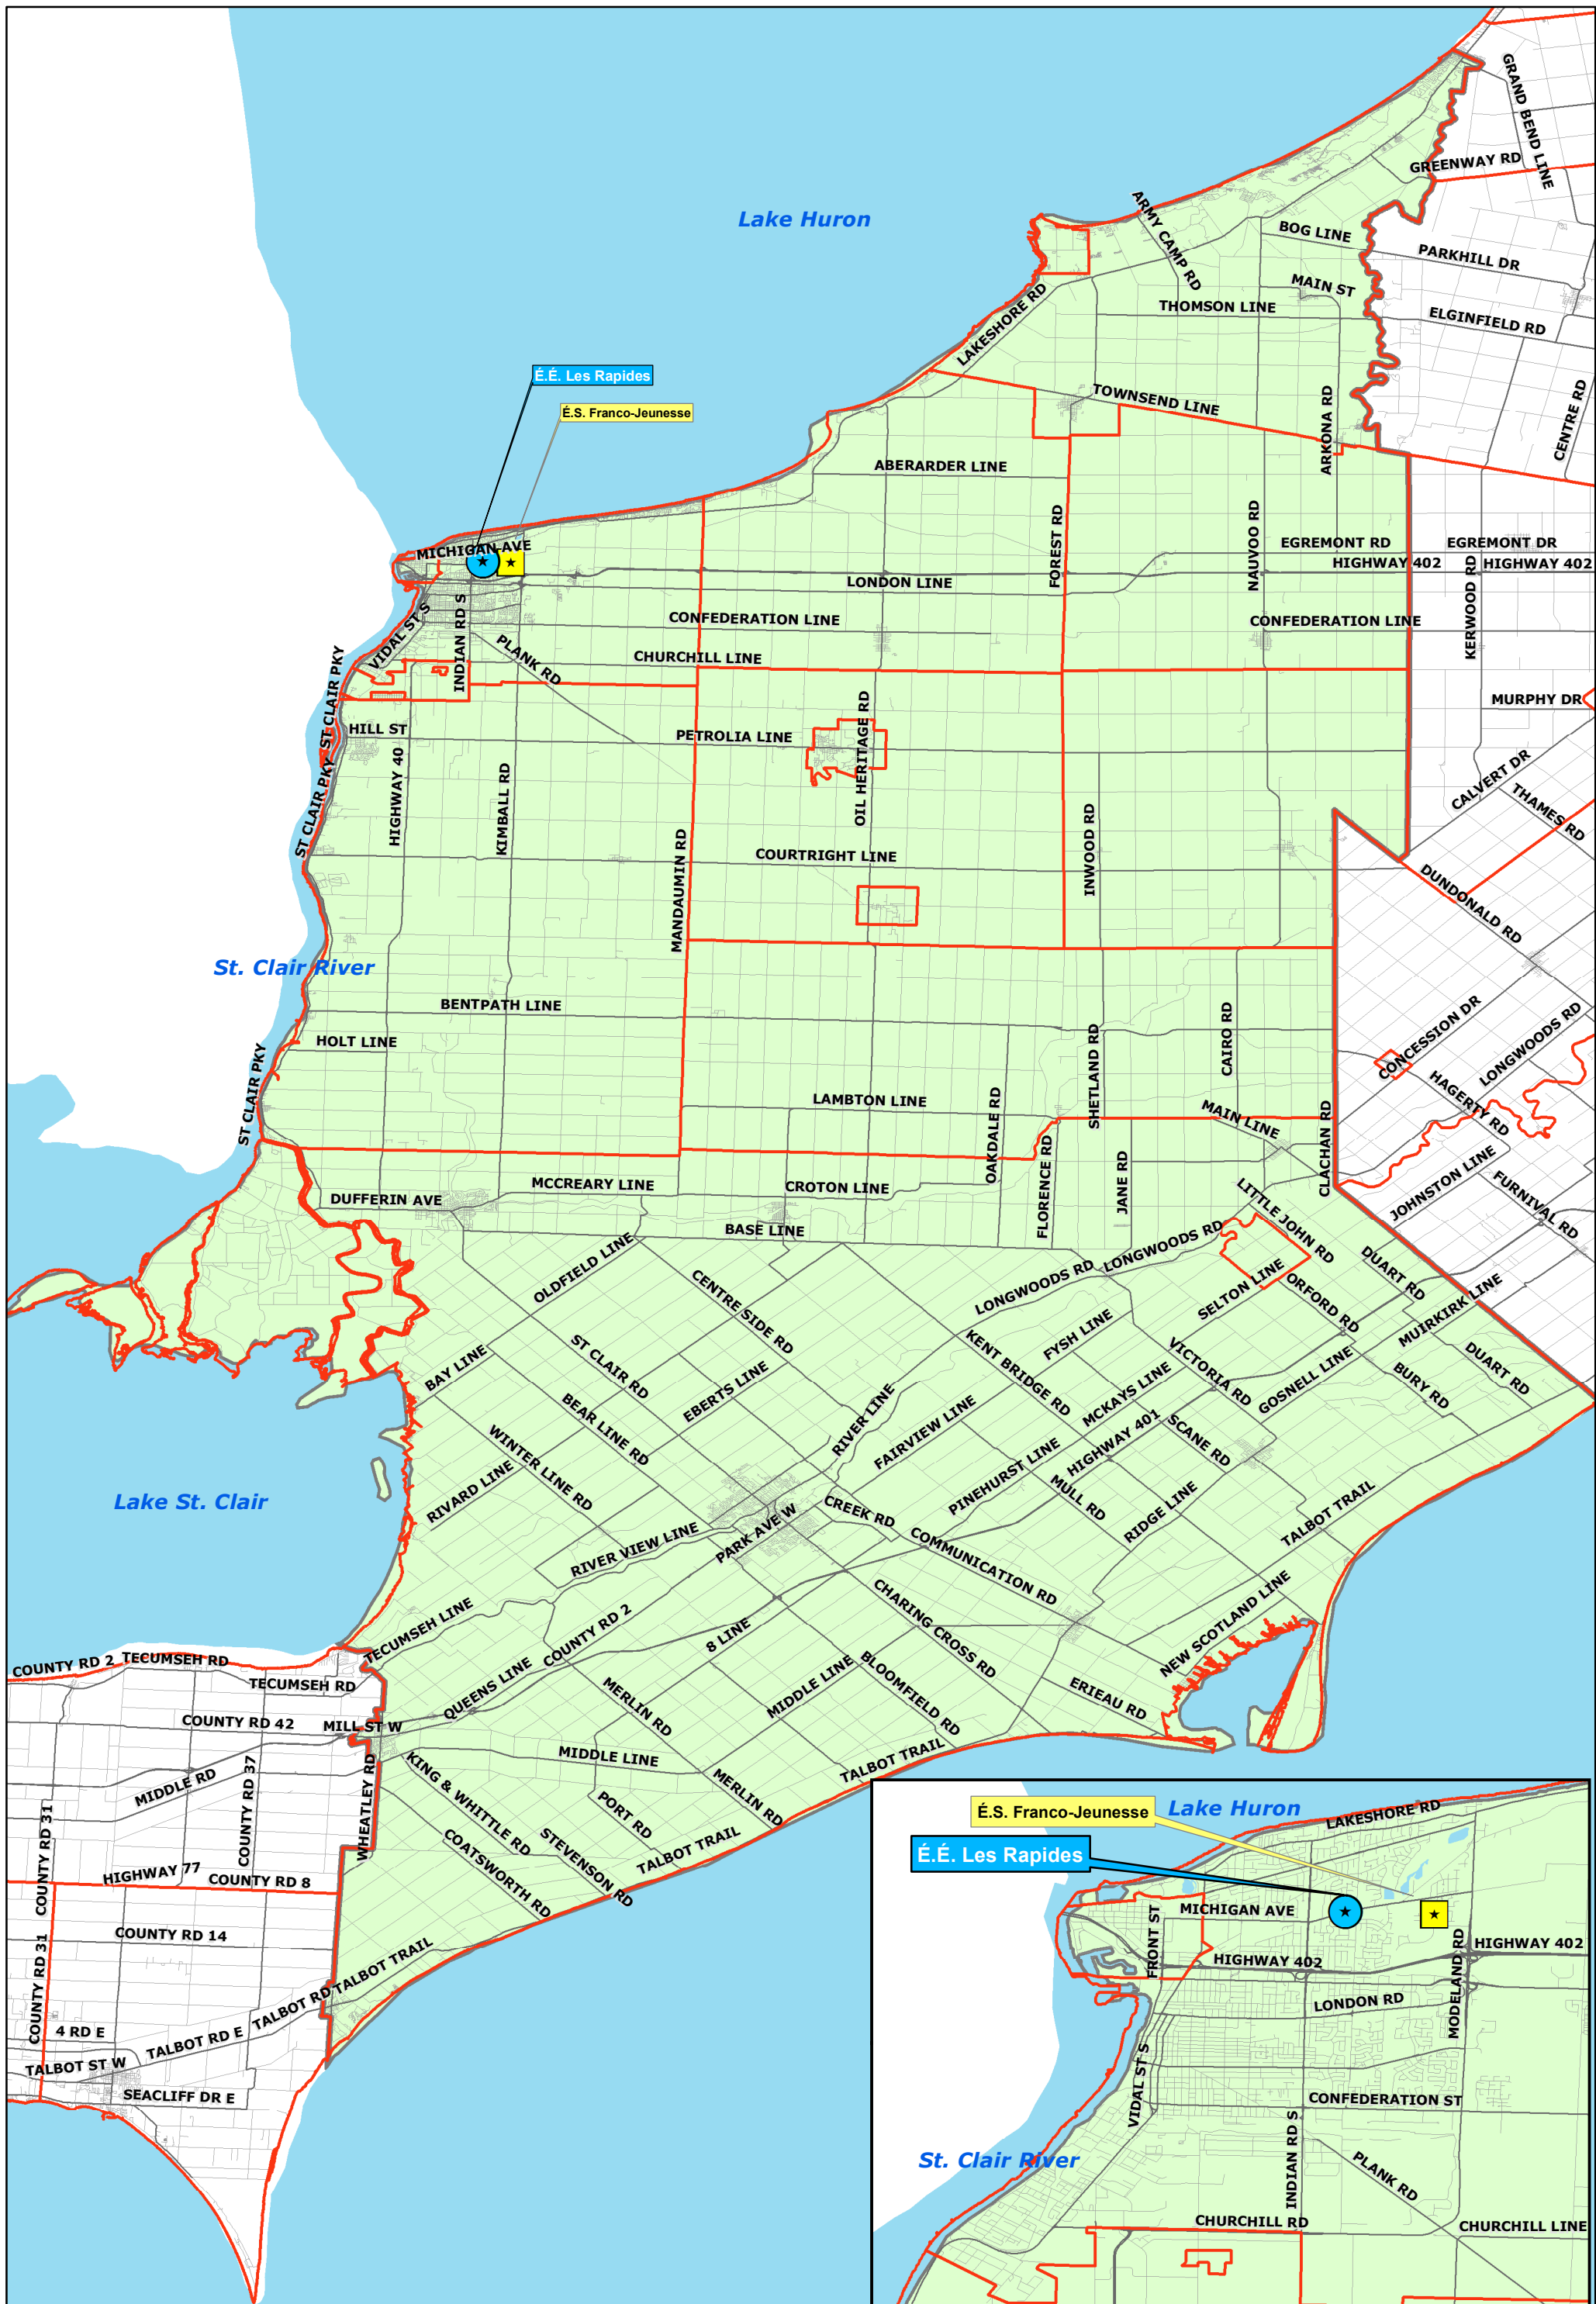 GRAND BEND LINE
GREENWAY RD
Lake Huron
ARMY CAMP RD
BOG LINE
PARKHILL DR
MAIN ST
LAKESHORE RD
THOMSON LINE
ELGINFIELD RD
É.É. Les Rapides
É.S. Franco-Jeunesse
TOWNSEND LINE
ARKONA RD
CENTRE RD
ABERARDER LINE
FOREST RD
NAUVOO RD
MICHIGAN AVE
EGREMONT RD
EGREMONT DR
HIGHWAY 402
HIGHWAY 402
LONDON LINE
VIDAL ST S
INDIAN RD S
CONFEDERATION LINE
CONFEDERATION LINE
KERWOOD RD
PLANK RD
CHURCHILL LINE
ST CLAIR PKY
HILL ST
PETROLIA LINE
OIL HERITAGE RD
MURPHY DR
HIGHWAY 40
KIMBALL RD
ST CLAIR PKY
CALVERT DR
THAMES RD
MANDAUMIN RD
COURTRIGHT LINE
INWOOD RD
DUNDONALD RD
St. Clair River
BENTPATH LINE
HOLT LINE
SHETLAND RD
CAIRO RD
CONCESSION DR
LONGWOODS RD
ST CLAIR PKY
LAMBTON LINE
OAKDALE RD
MAIN LINE
CLACHAN RD
HAGERTY RD
FLORENCE RD
JANE RD
JOHNSTON LINE
FURNIVAL RD
DUFFERIN AVE
MCCREARY LINE
CROTON LINE
BASE LINE
LITTLE JOHN RD
LONGWOODS RD
LONGWOODS RD
OLDFIELD LINE
CENTRE SIDE RD
SELTON LINE
ORFORD RD
DUART RD
MUIRKIRK LINE
BAY LINE
ST CLAIR RD
EBERTS LINE
KENT BRIDGE RD
FYSH LINE
VICTORIA RD
GOSNELL LINE
BURY RD
DUART RD
BEAR LINE RD
WINTER LINE RD
RIVER LINE
FAIRVIEW LINE
MCKAYS LINE
HIGHWAY 401
SCANE RD
Lake St. Clair
RIVARD LINE
PINEHURST LINE
MULL RD
RIDGE LINE
TALBOT TRAIL
CREEK RD
PARK AVE W
RIVER VIEW LINE
COMMUNICATION RD
TECUMSEH LINE
COUNTY RD 2
8 LINE
CHARING CROSS RD
NEW SCOTLAND LINE
COUNTY RD 2
TECUMSEH RD
TECUMSEH RD
QUEENS LINE
MERLIN RD
MIDDLE LINE
BLOOMFIELD RD
ERIEAU RD
COUNTY RD 42
MILL ST W
MIDDLE RD
COUNTY RD 37
WHEATLEY RD
KING & WHITTLE RD
MIDDLE LINE
PORT RD
MERLIN RD
TALBOT TRAIL
COUNTY RD 31
COATSWORTH RD
STEVENSON RD
TALBOT TRAIL
HIGHWAY 77
COUNTY RD 8
COUNTY RD 14
COUNTY RD 31
TALBOT TRAIL
TALBOT RD
4 RD E
TALBOT RD E
TALBOT ST W
SEACLIFF DR E
É.S. Franco-Jeunesse
Lake Huron
LAKESHORE RD
É.É. Les Rapides
MICHIGAN AVE
FRONT ST
HIGHWAY 402
HIGHWAY 402
MODELAND RD
LONDON RD
VIDAL ST S
CONFEDERATION ST
INDIAN RD S
PLANK RD
St. Clair River
CHURCHILL RD
CHURCHILL LINE